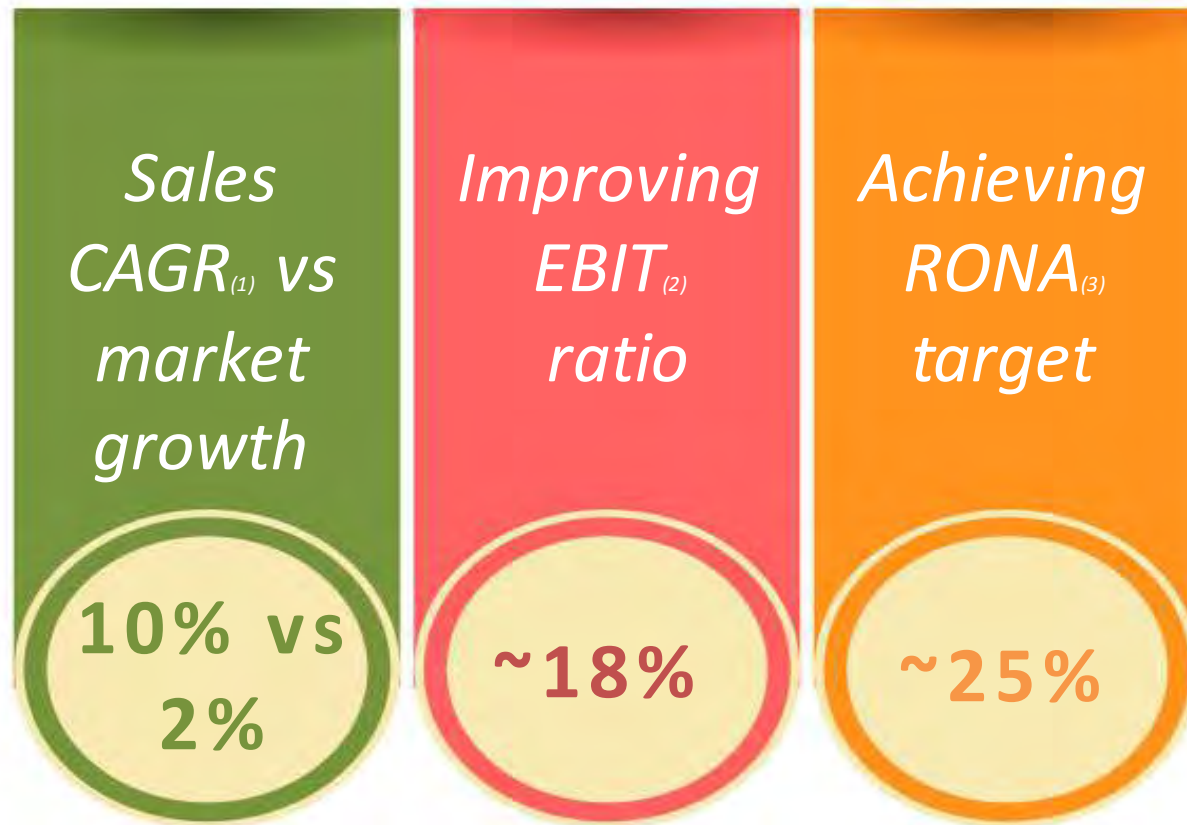 Sales
CAGR(1) vs
market
growth
10% vs
2%
Improving
EBIT(2)
ratio
~18%
Achieving
RONA(3)
target
~25%